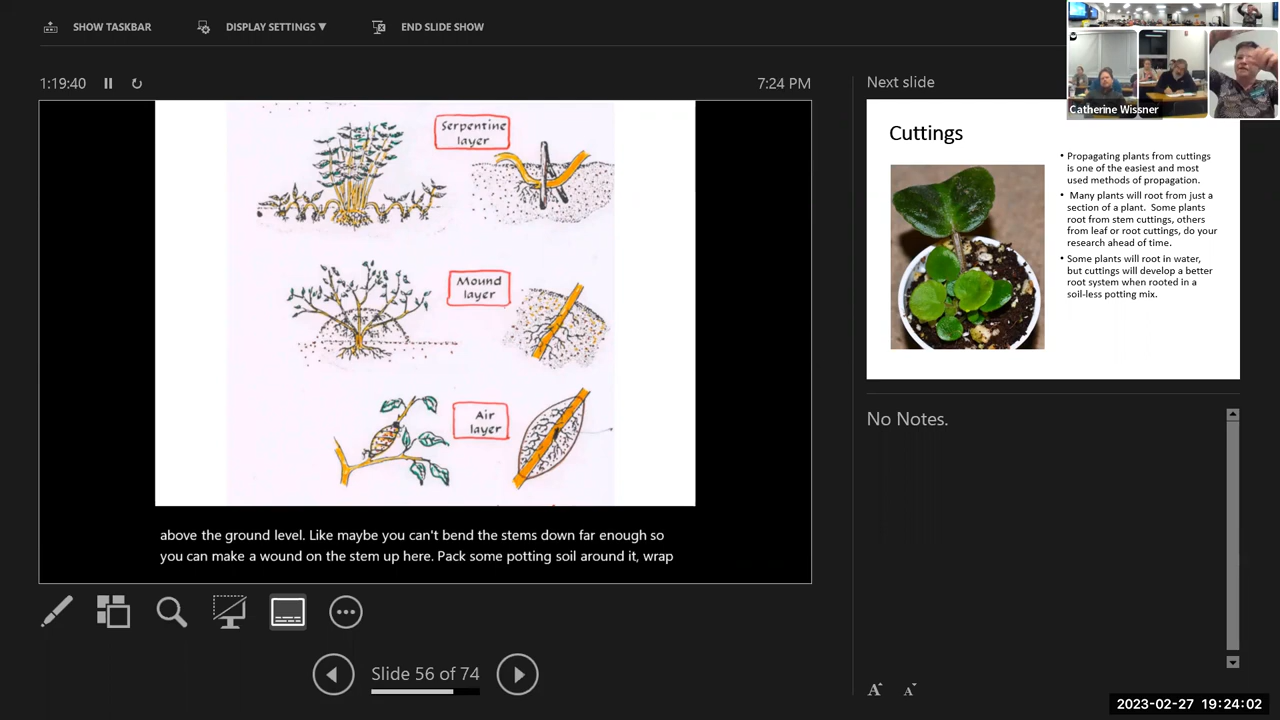 SHOW TASKBAR
DISPLAY SETTINGS ▼
END SLIDE SHOW
1:19:40
7:24 PM
Next slide
Catherine Wissner
Serpentine
layer
Mound
layer
Air
layer
above the ground level. Like maybe you can't bend the stems down far enough so
you can make a wound on the stem up here. Pack some potting soil around it, wrap
Cuttings
• Propagating plants from cuttings
is one of the easiest and most
used methods of propagation.
• Many plants will root from just a
section of a plant. Some plants
root from stem cuttings, others
from leaf or root cuttings, do your
research ahead of time.
• Some plants will root in water,
but cuttings will develop a better
root system when rooted in a
soil-less potting mix.
No Notes.
Slide 56 of 74
A A
2023-02-27 19:24:02